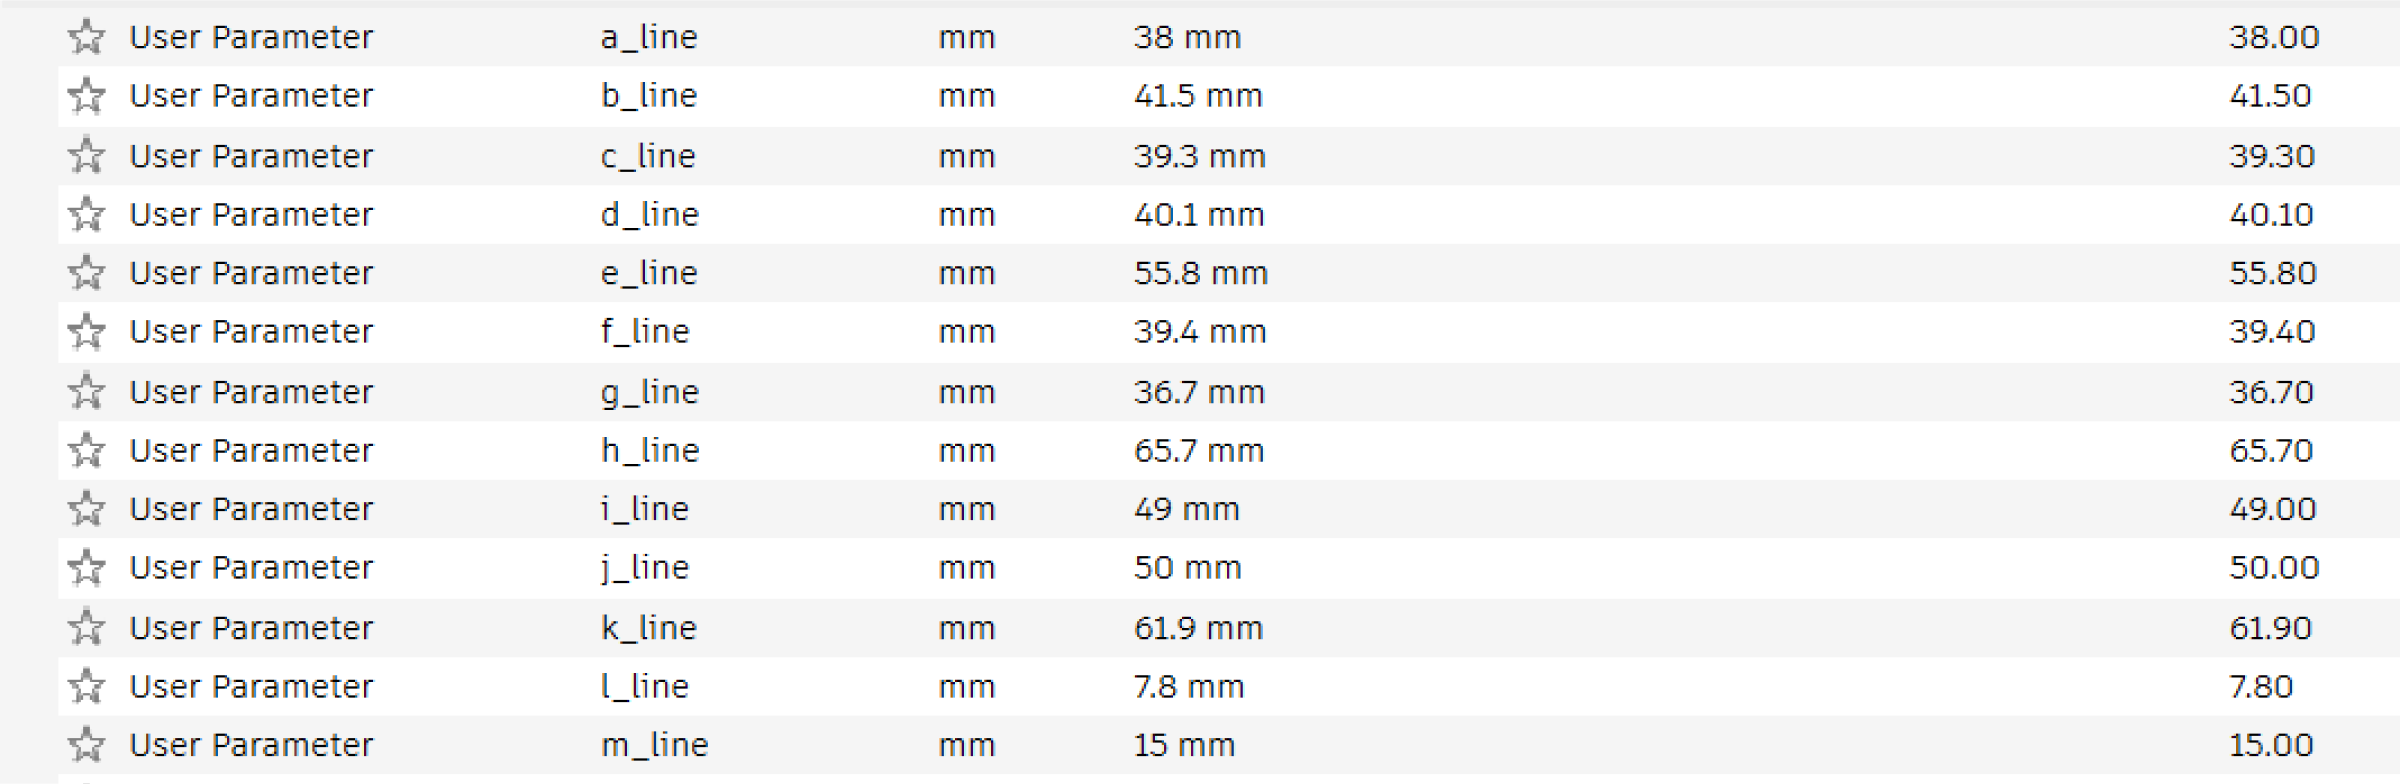 User Parameter a_line mm 38 mm 38.00
User Parameter b_line mm 41.5 mm 41.50
User Parameter c_line mm 39.3 mm 39.30
User Parameter d_line mm 40.1 mm 40.10
User Parameter e_line mm 55.8 mm 55.80
User Parameter f_line mm 39.4 mm 39.40
User Parameter g_line mm 36.7 mm 36.70
User Parameter h_line mm 65.7 mm 65.70
User Parameter i_line mm 49 mm 49.00
User Parameter j_line mm 50 mm 50.00
User Parameter k_line mm 61.9 mm 61.90
User Parameter l_line mm 7.8 mm 7.80
User Parameter m_line mm 15 mm 15.00